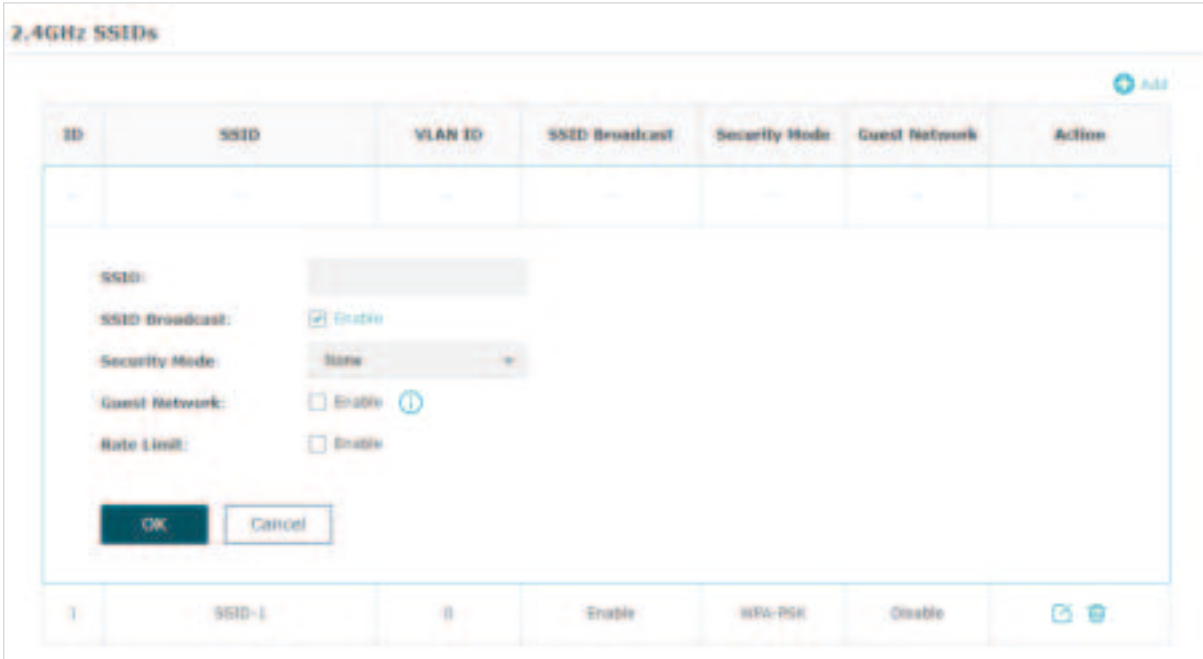 2.4GHz SSIDs
Add
ID SSID VLAN ID SSID Broadcast Security Mode Guest Network Action
-- -- -- -- -- -- --
SSID:
SSID Broadcast: Enable
Security Mode None
Guest Network: Enable
Rate Limit: Enable
OK Cancel
1 SSID-1 0 Enable WPA-PSK Disable